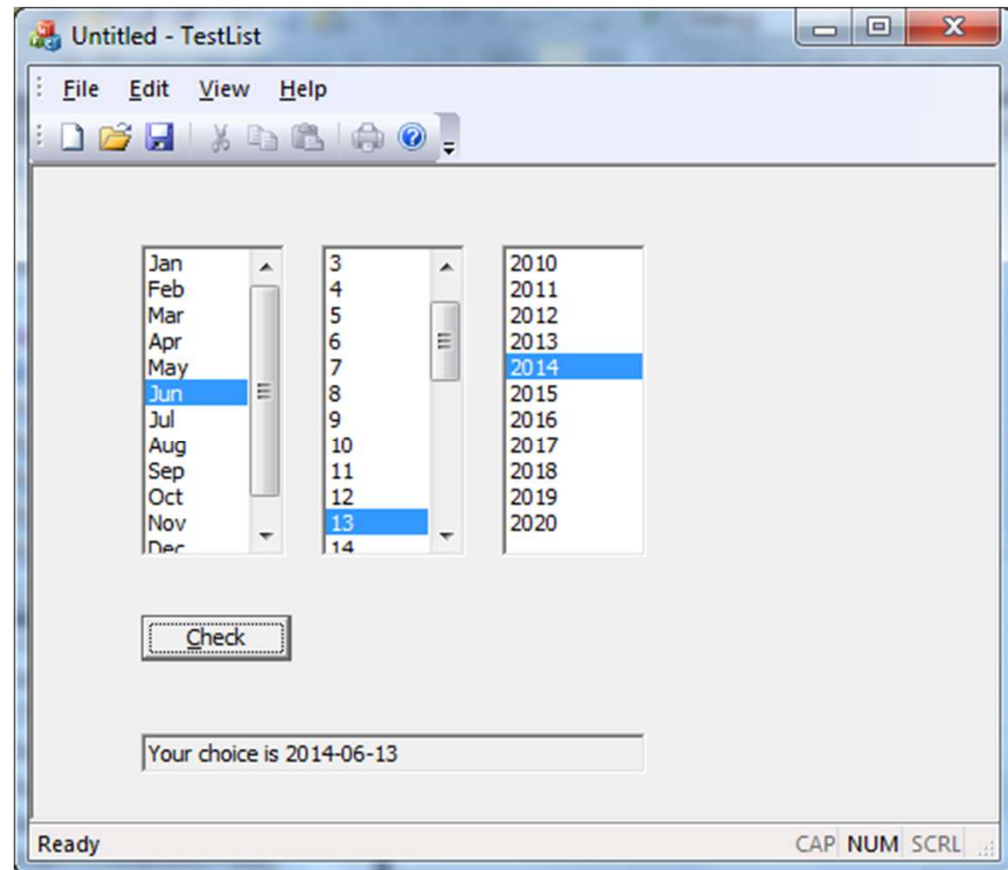 Untitled - TestList
File Edit View Help
Jan
Feb
Mar
Apr
May
Jun
Jul
Aug
Sep
Oct
Nov
Dec
3
4
5
6
7
8
9
10
11
12
13
14
2010
2011
2012
2013
2014
2015
2016
2017
2018
2019
2020
Check
Your choice is 2014-06-13
Ready CAP NUM SCRL